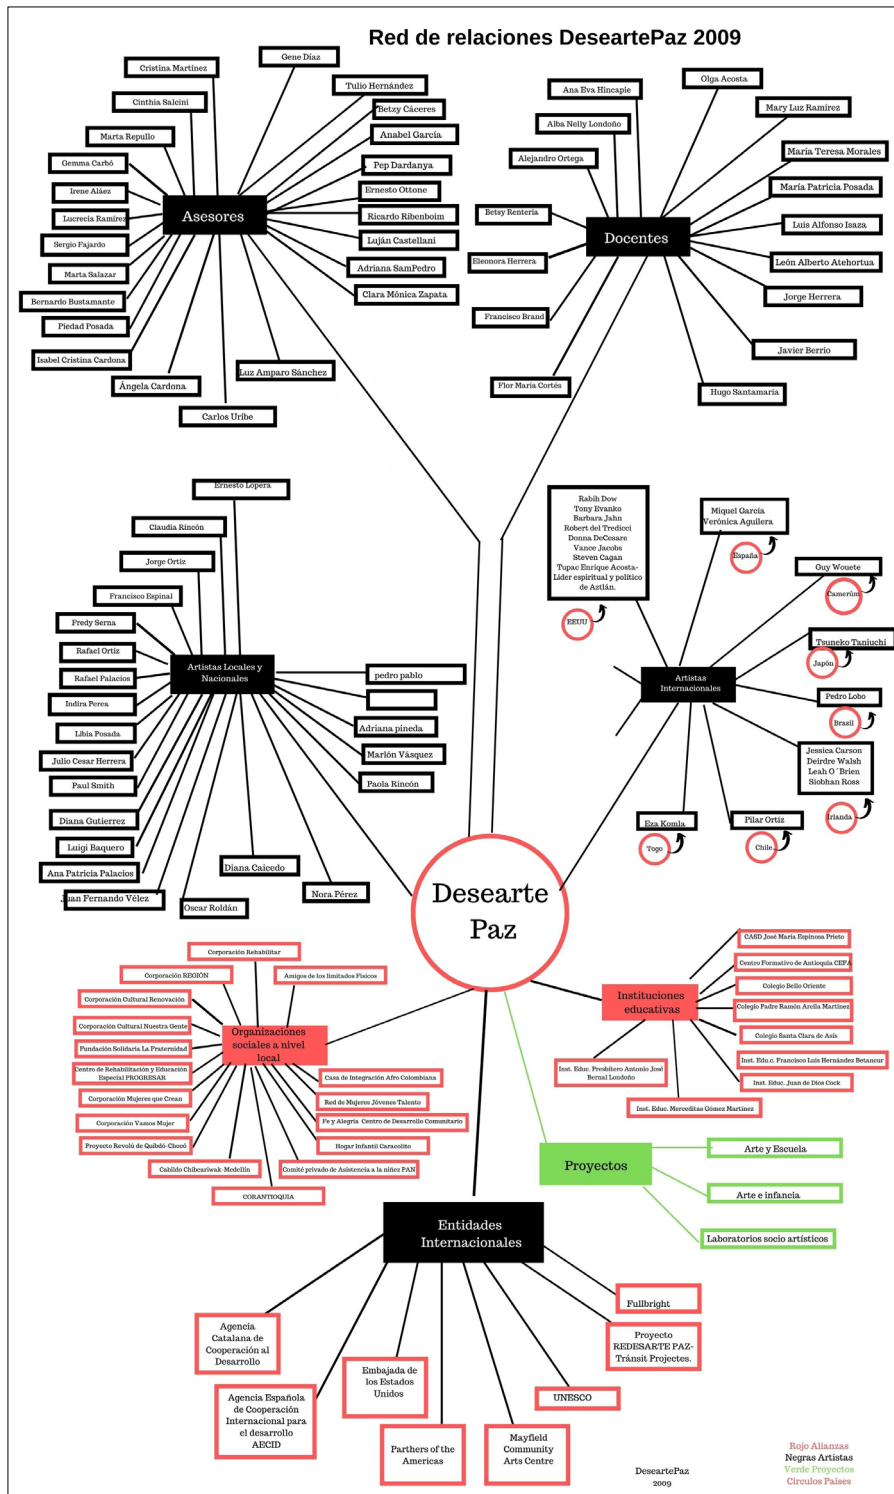 Red de relaciones DeseartePaz 2009
Gene Díaz
Cristina Martínez
Tulio Hernández
Cinthia Salcini
Betzy Cáceres
Marta Repullo
Anabel García
Gemma Carbó
Pep Dardanya
Irene Aláez
Ernesto Ottone
Lucrecia Ramírez
Asesores
Ricardo Ribenboim
Sergio Fajardo
Luján Castellani
Marta Salazar
Adriana SamPedro
Bernardo Bustamante
Clara Mónica Zapata
Piedad Posada
Isabel Cristina Cardona
Luz Amparo Sánchez
Ángela Cardona
Carlos Uribe
Olga Acosta
Ana Eva Hincapie
Mary Luz Ramírez
Alba Nelly Londoño
Alejandro Ortega
María Teresa Morales
María Patricia Posada
Betsy Rentería
Docentes
Luis Alfonso Isaza
Eleonora Herrera
León Alberto Atehortua
Jorge Herrera
Francisco Brand
Javier Berrio
Flor María Cortés
Hugo Santamaría
Ernesto Lopera
Claudia Rincón
Jorge Ortiz
Francisco Espinal
Fredy Serna
Rafael Ortiz
Rafael Palacios
Artistas Locales y
Nacionales
pedro pablo
Indira Perea
Libia Posada
Adriana pineda
Julio Cesar Herrera
Marlón Vásquez
Paul Smith
Paola Rincón
Diana Gutierrez
Luigi Baquero
Ana Patricia Palacios
Diana Caicedo
Juan Fernando Vélez
Nora Pérez
Oscar Roldán
Rabih Dow
Tony Evanko
Barbara Jahn
Robert del Tredicci
Donna DeCesare
Vance Jacobs
Steven Cagan
Tupac Enrique Acosta-
Líder espiritual y político
de Aztlán.
EEUU
Miquel García
Verónica Aguilera
España
Guy Wouete
Camerúm
Tsuneko Taniuchi
Japón
Artistas
Internacionales
Pedro Lobo
Brasil
Jessica Carson
Deirdre Walsh
Leah O´Brien
Siobhan Ross
Irlanda
Eza Komla
Togo
Pilar Ortíz
Chile
Desearte
Paz
Corporación Rehabilitar
Corporación REGIÓN
Amigos de los limitados Físicos
Corporación Cultural Renovación
Corporación Cultural Nuestra Gente
Organizaciones
sociales a nivel
local
Fundación Solidaria La Fraternidad
Centro de Rehabilitación y Educación
Especial PROGRESAR
Casa de Integración Afro Colombiana
Corporación Mujeres que Crean
Red de Mujeres Jóvenes Talento
Corporación Vamos Mujer
Fe y Alegría Centro de Desarrollo Comunitario
Proyecto Revolú de Quibdó-Chocó
Hogar Infantil Caracolito
Cabildo Chibcariwak-Medellín
Comité privado de Asistencia a la niñez PAN
CORANTIOQUIA
CASD José María Espinosa Prieto
Centro Formativo de Antioquia CEFA
Colegio Bello Oriente
Instituciones
educativas
Colegio Padre Ramón Arcila Martínez
Colegio Santa Clara de Asís
Inst. Edu.c. Francisco Luis Hernández Betancur
Inst. Educ. Presbítero Antonio José
Bernal Londoño
Inst. Educ. Juan de Dios Cock
Inst. Educ. Merceditas Gómez Martínez
Proyectos
Arte y Escuela
Arte e infancia
Laboratorios socio artísticos
Entidades
Internacionales
Fullbright
Agencia
Catalana de
Cooperación al
Desarrollo
Proyecto
REDESARTE PAZ-
Tránsit Projectes.
Embajada de
los Estados
Unidos
UNESCO
Agencia Española
de Cooperación
Internacional para
el desarrollo
AECID
Parthers of the
Americas
Mayfield
Community
Arts Centre
DeseartePaz
2009
Rojo Alianzas
Negras Artistas
Verde Proyectos
Circulos Paises